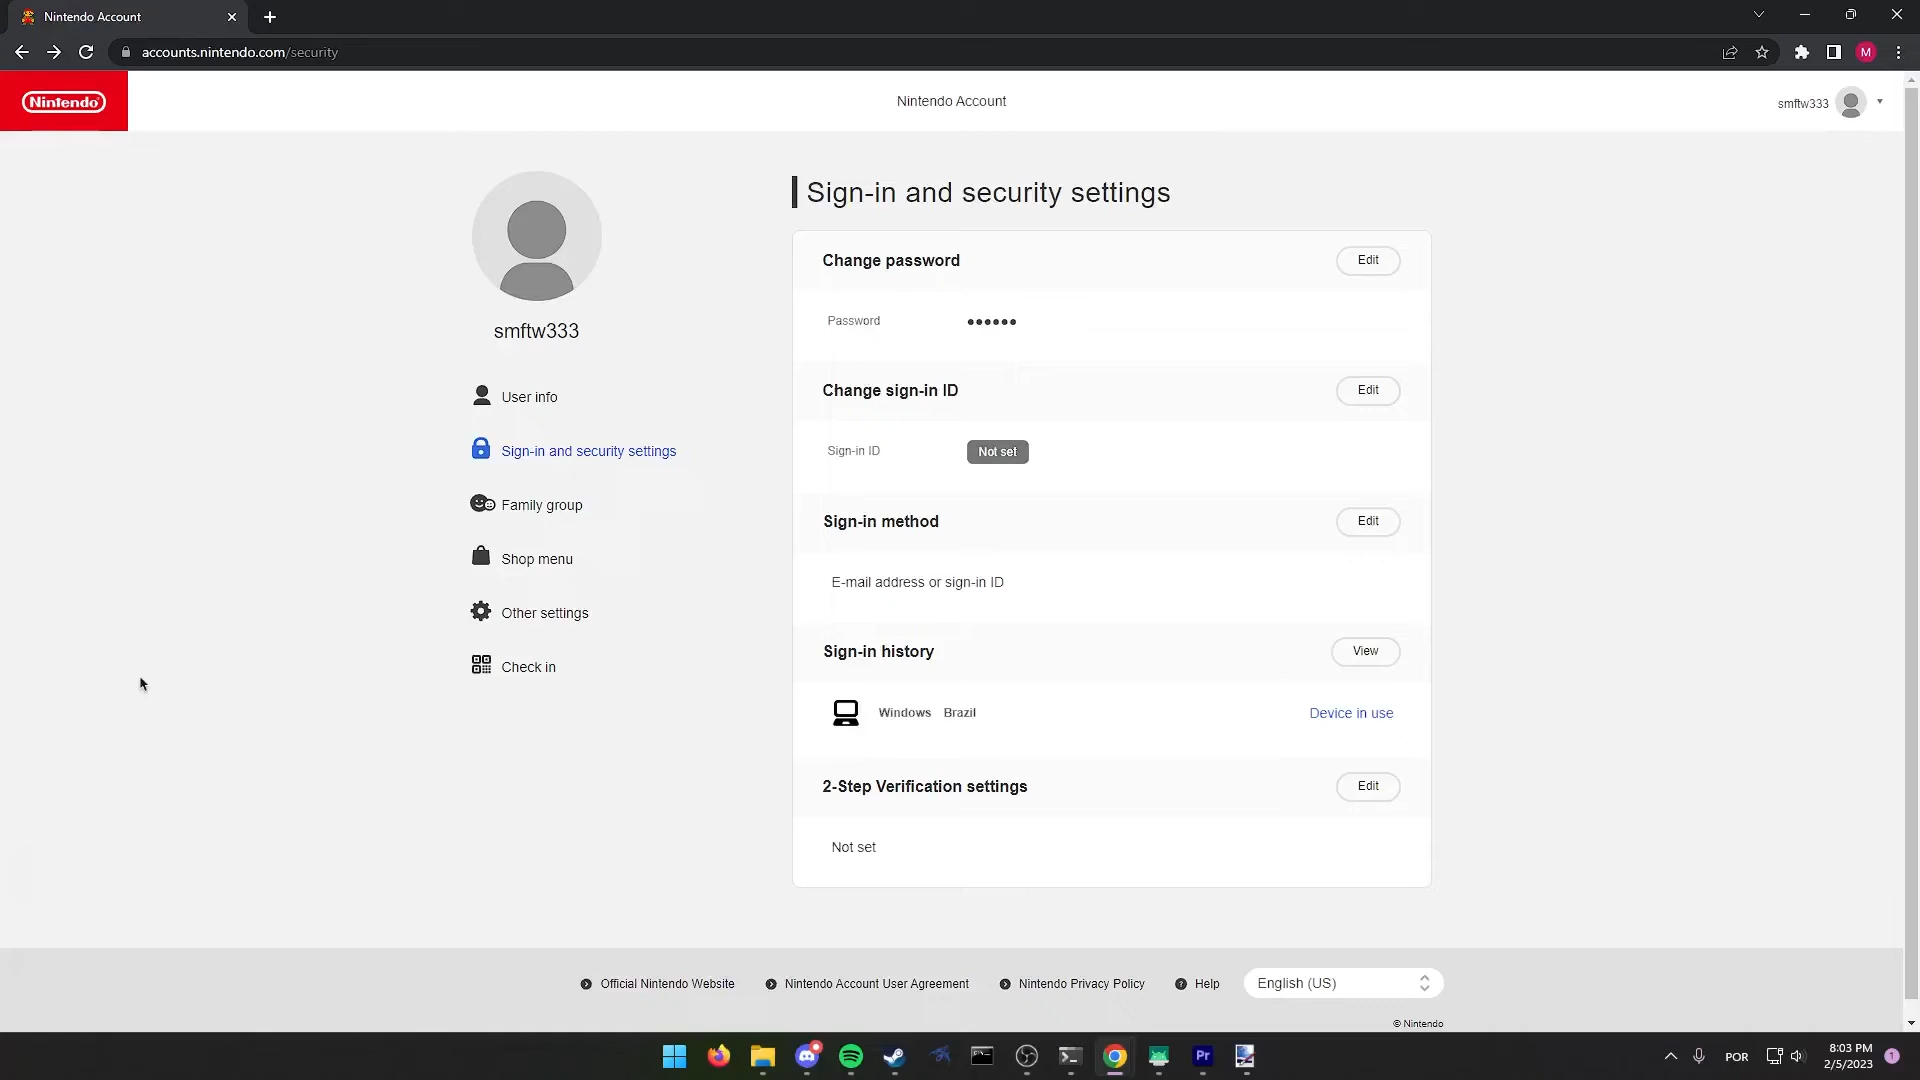 Nintendo Account
accounts.nintendo.com/security
M
Nintendo
Nintendo Account
smftw333
smftw333
User info
Sign-in and security settings
Family group
Shop menu
Other settings
Check in
Sign-in and security settings
Change password
Edit
Password
••••••
Change sign-in ID
Edit
Sign-in ID
Not set
Sign-in method
Edit
E-mail address or sign-in ID
Sign-in history
View
Windows Brazil
Device in use
2-Step Verification settings
Edit
Not set
Official Nintendo Website
Nintendo Account User Agreement
Nintendo Privacy Policy
Help
English (US)
© Nintendo
Pr
POR
8:03 PM
2/5/2023
1